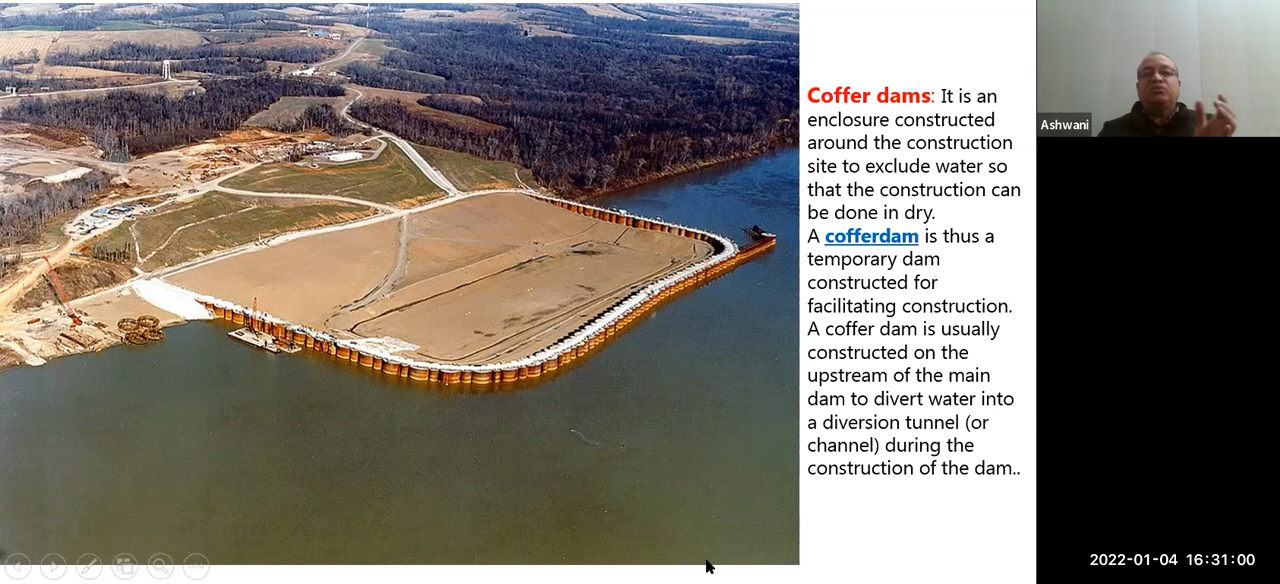 Coffer dams: It is an
enclosure constructed
around the construction
site to exclude water so
that the construction can
be done in dry.
A cofferdam is thus a
temporary dam
constructed for
facilitating construction.
A coffer dam is usually
constructed on the
upstream of the main
dam to divert water into
a diversion tunnel (or
channel) during the
construction of the dam..
Ashwani
2022-01-04 16:31:00